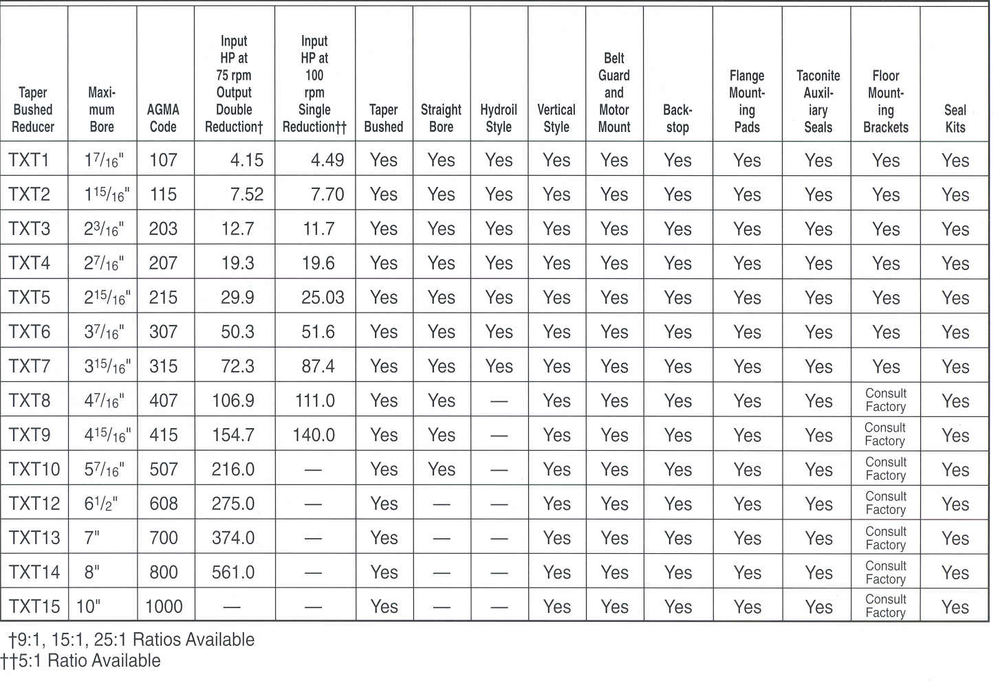 Taper Bushed Reducer | Maxi-mum Bore | AGMA Code | Input HP at 75 rpm Output Double Reduction† | Input HP at 100 rpm Single Reduction†† | Taper Bushed | Straight Bore | Hydroil Style | Vertical Style | Belt Guard and Motor Mount | Back-stop | Flange Mount-ing Pads | Taconite Auxil-iary Seals | Floor Mount-ing Brackets | Seal Kits
TXT1 | 1 7/16" | 107 | 4.15 | 4.49 | Yes | Yes | Yes | Yes | Yes | Yes | Yes | Yes | Yes | Yes
TXT2 | 1 15/16" | 115 | 7.52 | 7.70 | Yes | Yes | Yes | Yes | Yes | Yes | Yes | Yes | Yes | Yes
TXT3 | 2 3/16" | 203 | 12.7 | 11.7 | Yes | Yes | Yes | Yes | Yes | Yes | Yes | Yes | Yes | Yes
TXT4 | 2 7/16" | 207 | 19.3 | 19.6 | Yes | Yes | Yes | Yes | Yes | Yes | Yes | Yes | Yes | Yes
TXT5 | 2 15/16" | 215 | 29.9 | 25.03 | Yes | Yes | Yes | Yes | Yes | Yes | Yes | Yes | Yes | Yes
TXT6 | 3 7/16" | 307 | 50.3 | 51.6 | Yes | Yes | Yes | Yes | Yes | Yes | Yes | Yes | Yes | Yes
TXT7 | 3 15/16" | 315 | 72.3 | 87.4 | Yes | Yes | Yes | Yes | Yes | Yes | Yes | Yes | Yes | Yes
TXT8 | 4 7/16" | 407 | 106.9 | 111.0 | Yes | Yes | — | Yes | Yes | Yes | Yes | Yes | Consult Factory | Yes
TXT9 | 4 15/16" | 415 | 154.7 | 140.0 | Yes | Yes | — | Yes | Yes | Yes | Yes | Yes | Consult Factory | Yes
TXT10 | 5 7/16" | 507 | 216.0 | — | Yes | Yes | — | Yes | Yes | Yes | Yes | Yes | Consult Factory | Yes
TXT12 | 6 1/2" | 608 | 275.0 | — | Yes | — | — | Yes | Yes | Yes | Yes | Yes | Consult Factory | Yes
TXT13 | 7" | 700 | 374.0 | — | Yes | — | — | Yes | Yes | Yes | Yes | Yes | Consult Factory | Yes
TXT14 | 8" | 800 | 561.0 | — | Yes | — | — | Yes | Yes | Yes | Yes | Yes | Consult Factory | Yes
TXT15 | 10" | 1000 | — | — | Yes | — | — | Yes | Yes | Yes | Yes | Yes | Consult Factory | Yes
†9:1, 15:1, 25:1 Ratios Available
††5:1 Ratio Available